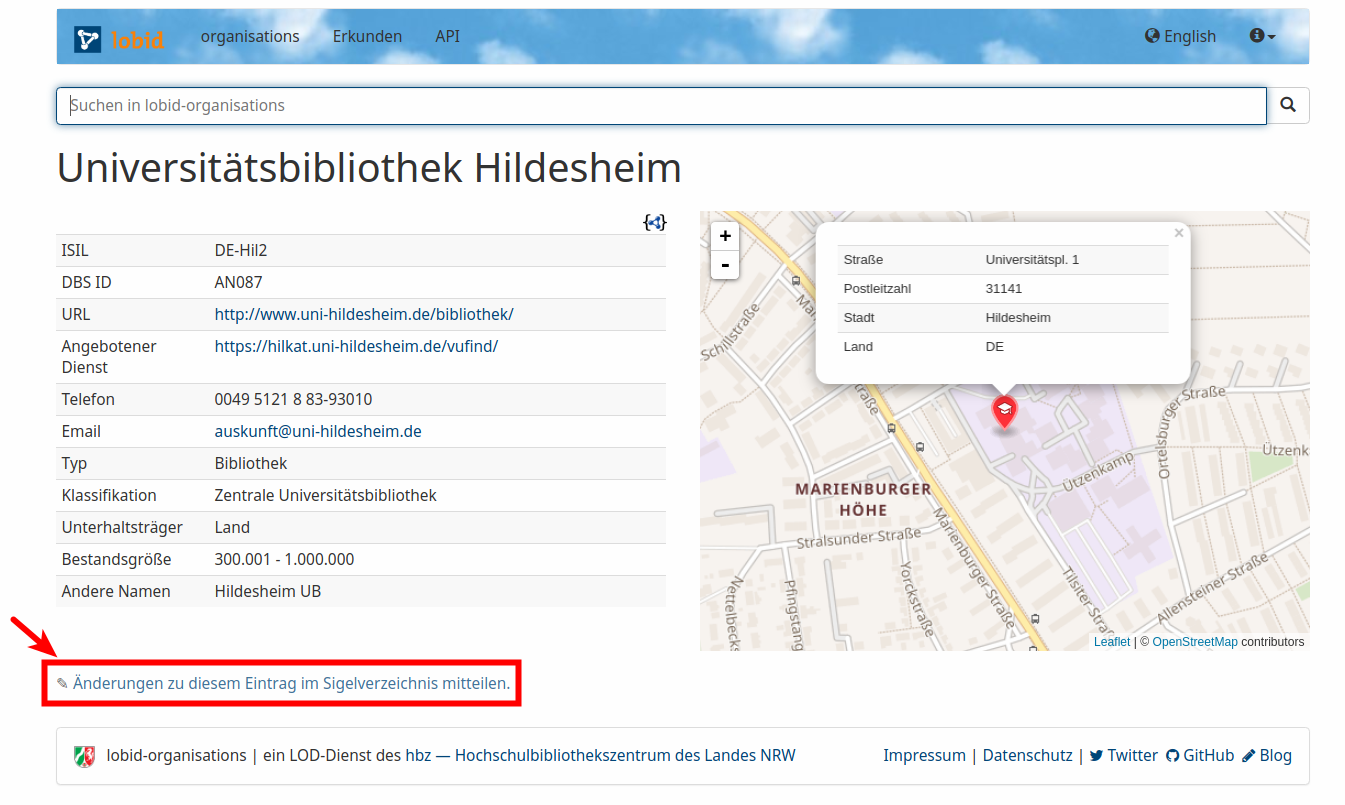 lobid organisations Erkunden API English
Suchen in lobid-organisations
Universitätsbibliothek Hildesheim
ISIL DE-Hil2
DBS ID AN087
URL http://www.uni-hildesheim.de/bibliothek/
Angebotener Dienst https://hilkat.uni-hildesheim.de/vufind/
Telefon 0049 5121 8 83-93010
Email auskunft@uni-hildesheim.de
Typ Bibliothek
Klassifikation Zentrale Universitätsbibliothek
Unterhaltsträger Land
Bestandsgröße 300.001 - 1.000.000
Andere Namen Hildesheim UB
+
-
×
Straße Universitätspl. 1
Postleitzahl 31141
Stadt Hildesheim
Land DE
Schillstraße
Mari
straße
Ortelsburger Straße
Ützenkamp
Ützenk
MARIENBURGER
HÖHE
Stralsunder Straße
Marienburger Straße
Yorckstraße
Nettelbecks
Pfingstang
Tilsiter Straß
Allensteiner Straße
Leaflet | © OpenStreetMap contributors
Änderungen zu diesem Eintrag im Sigelverzeichnis mitteilen.
lobid-organisations | ein LOD-Dienst des hbz — Hochschulbibliothekszentrum des Landes NRW
Impressum | Datenschutz | Twitter GitHub Blog